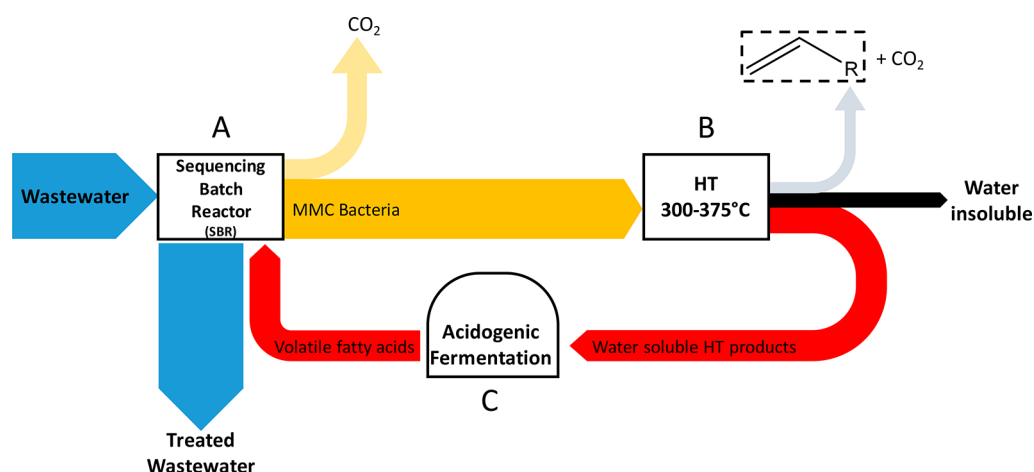 CO₂
R
+ CO₂
A
B
Wastewater
Sequencing
Batch
Reactor
(SBR)
MMC Bacteria
HT
300-375°C
Water
insoluble
Volatile fatty acids
Acidogenic
Fermentation
Water soluble HT products
C
Treated
Wastewater